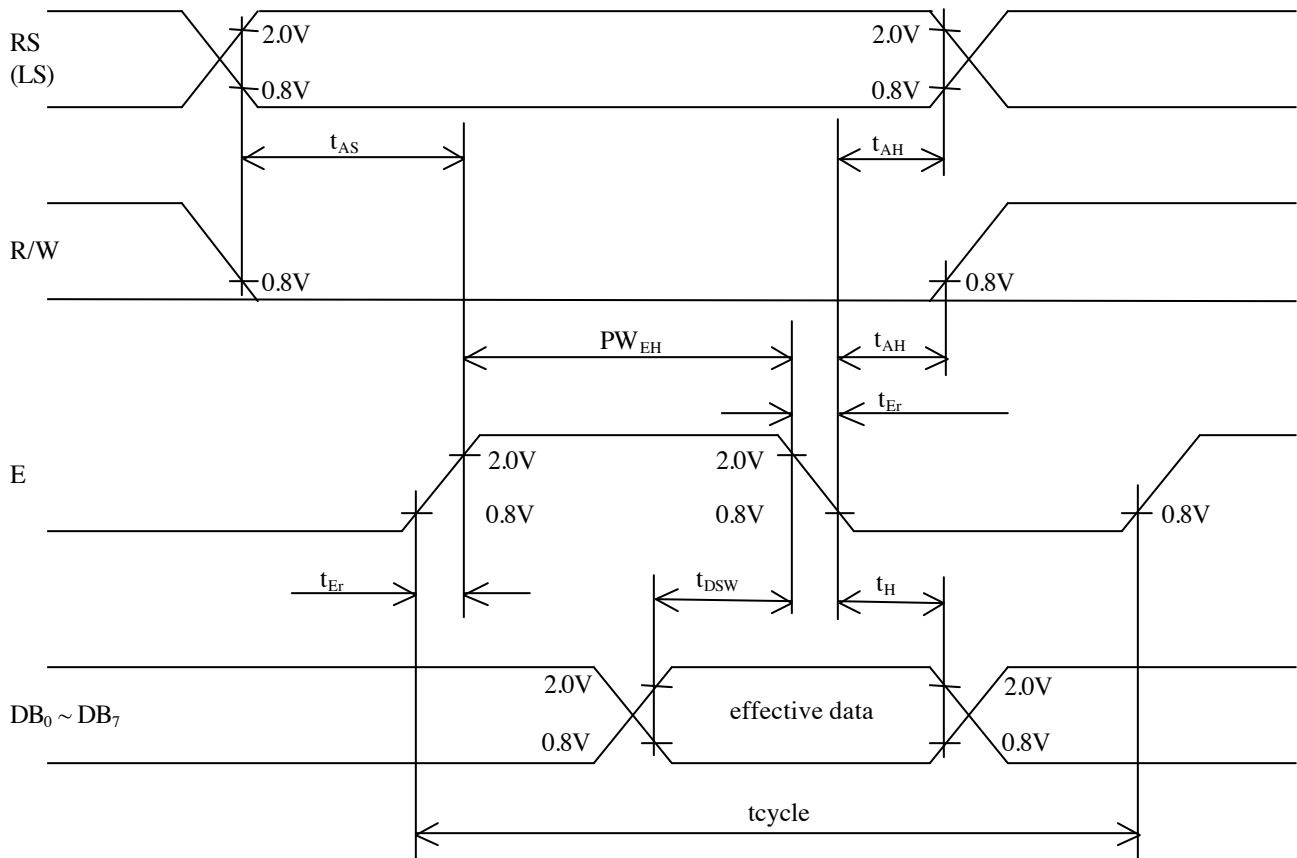 RS
(LS)
2.0V
2.0V
0.8V
0.8V
tAS
tAH
R/W
0.8V
0.8V
PWEH
tAH
tEr
E
2.0V
2.0V
0.8V
0.8V
0.8V
tEr
tDSW
tH
DB0 ~ DB7
2.0V
effective data
2.0V
0.8V
0.8V
tcycle